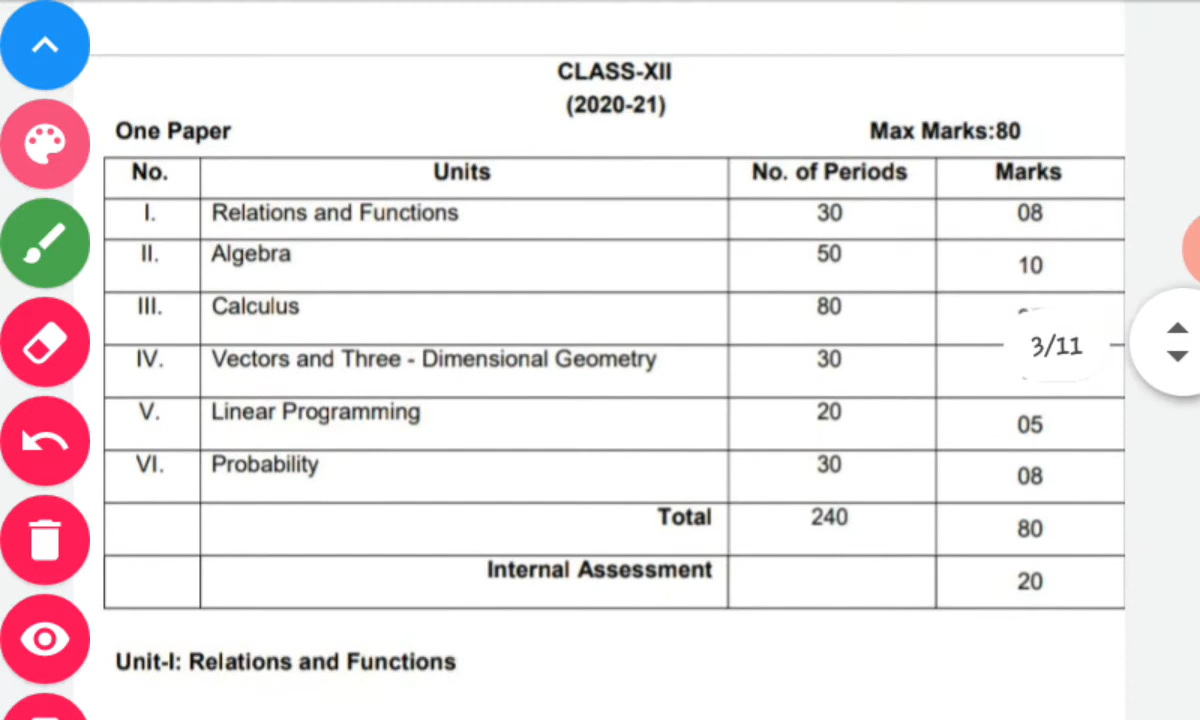 CLASS-XII
(2020-21)
One Paper Max Marks:80
No. Units No. of Periods Marks
I. Relations and Functions 30 08
II. Algebra 50 10
III. Calculus 80
3/11
IV. Vectors and Three - Dimensional Geometry 30
V. Linear Programming 20 05
VI. Probability 30 08
Total 240 80
Internal Assessment 20
Unit-I: Relations and Functions